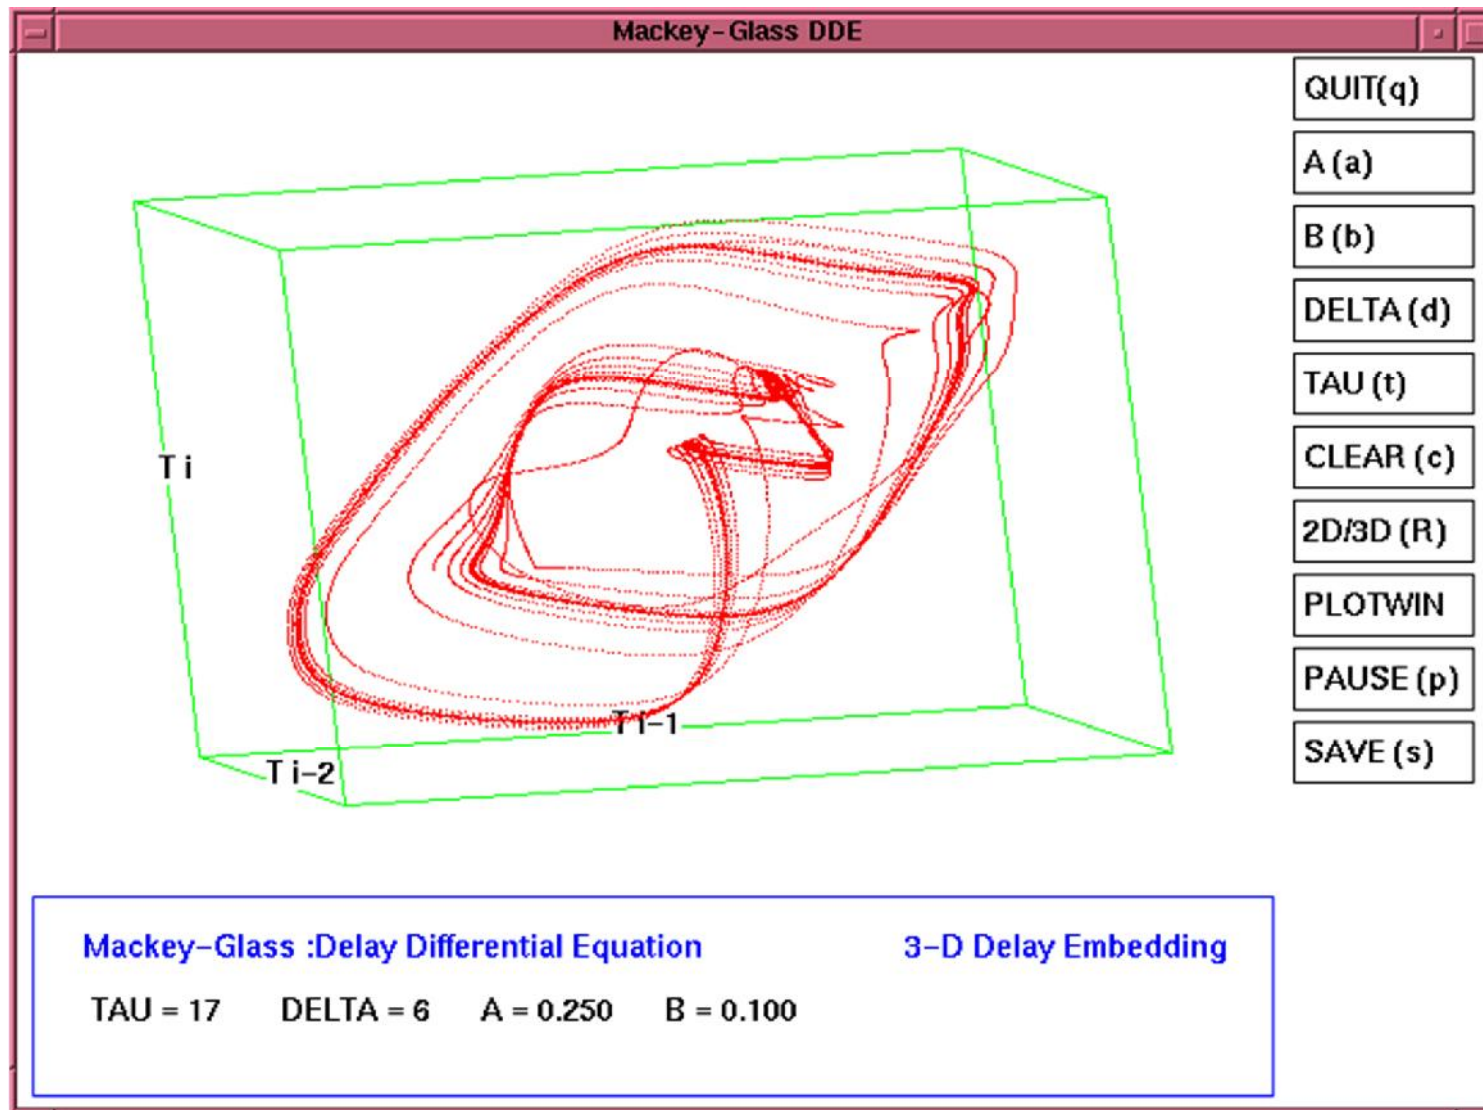 Mackey-Glass DDE
QUIT(q)
A (a)
B (b)
DELTA (d)
TAU (t)
CLEAR (c)
2D/3D (R)
PLOTWIN
PAUSE (p)
SAVE (s)
T i
T i-1
T i-2
Mackey-Glass :Delay Differential Equation 3-D Delay Embedding
TAU = 17 DELTA = 6 A = 0.250 B = 0.100